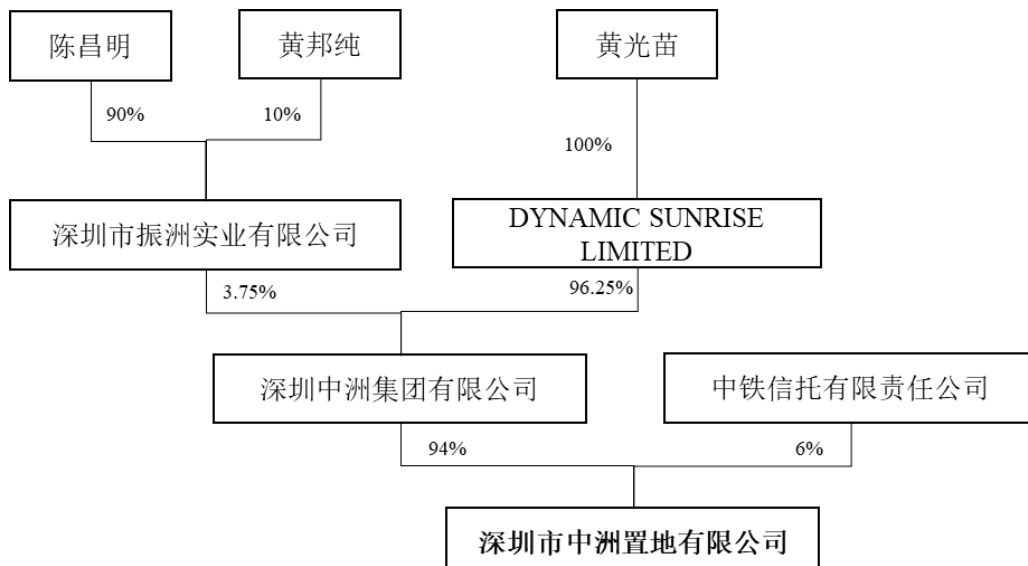 陈昌明
黄邦纯
黄光苗
90%
10%
100%
深圳市振洲实业有限公司
DYNAMIC SUNRISE
LIMITED
3.75%
96.25%
深圳中洲集团有限公司
中铁信托有限责任公司
94%
6%
深圳市中洲置地有限公司